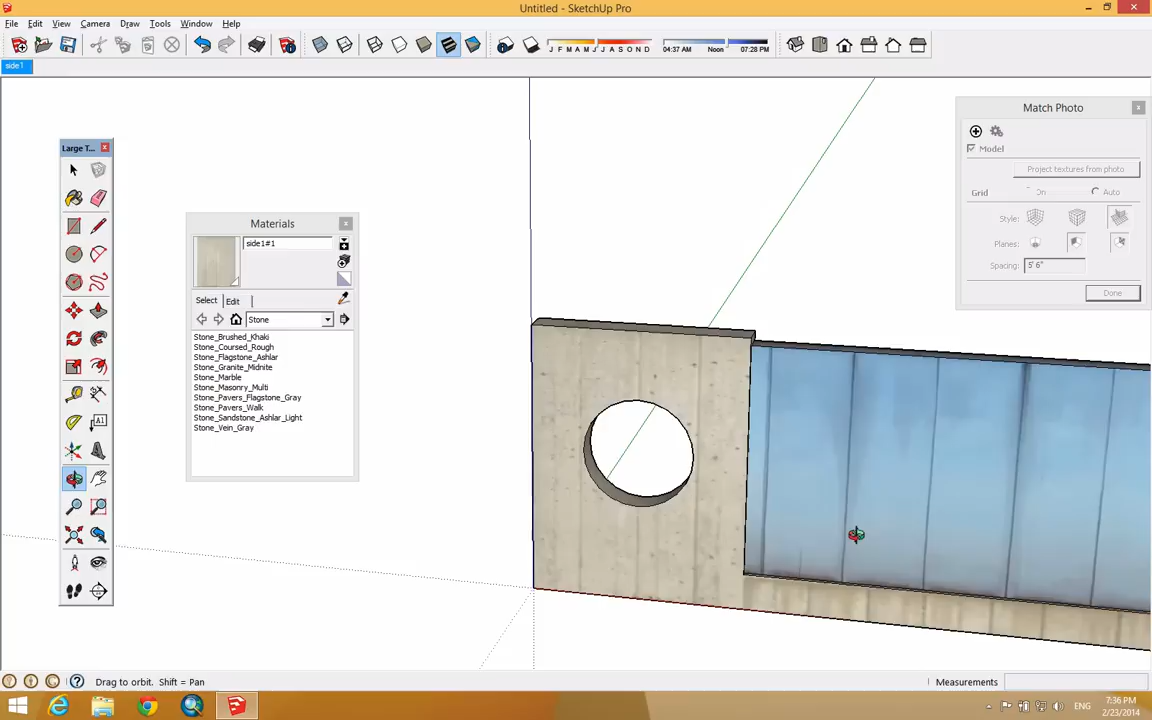 Untitled - SketchUp Pro
File Edit View Camera Draw Tools Window Help
J F M A M J J A S O N D
04:37 AM Noon 07:28 PM
side1
Large T...
A1
Materials
side1#1
Select Edit
Stone
Stone_Brushed_Khaki
Stone_Coursed_Rough
Stone_Flagstone_Ashlar
Stone_Granite_Midnite
Stone_Marble
Stone_Masonry_Multi
Stone_Pavers_Flagstone_Gray
Stone_Pavers_Walk
Stone_Sandstone_Ashlar_Light
Stone_Vein_Gray
Match Photo
Model
Project textures from photo
Grid On Auto
Style:
Planes:
Spacing: 5' 6"
Done
Drag to orbit. Shift = Pan
Measurements
ENG
7:36 PM
2/23/2014